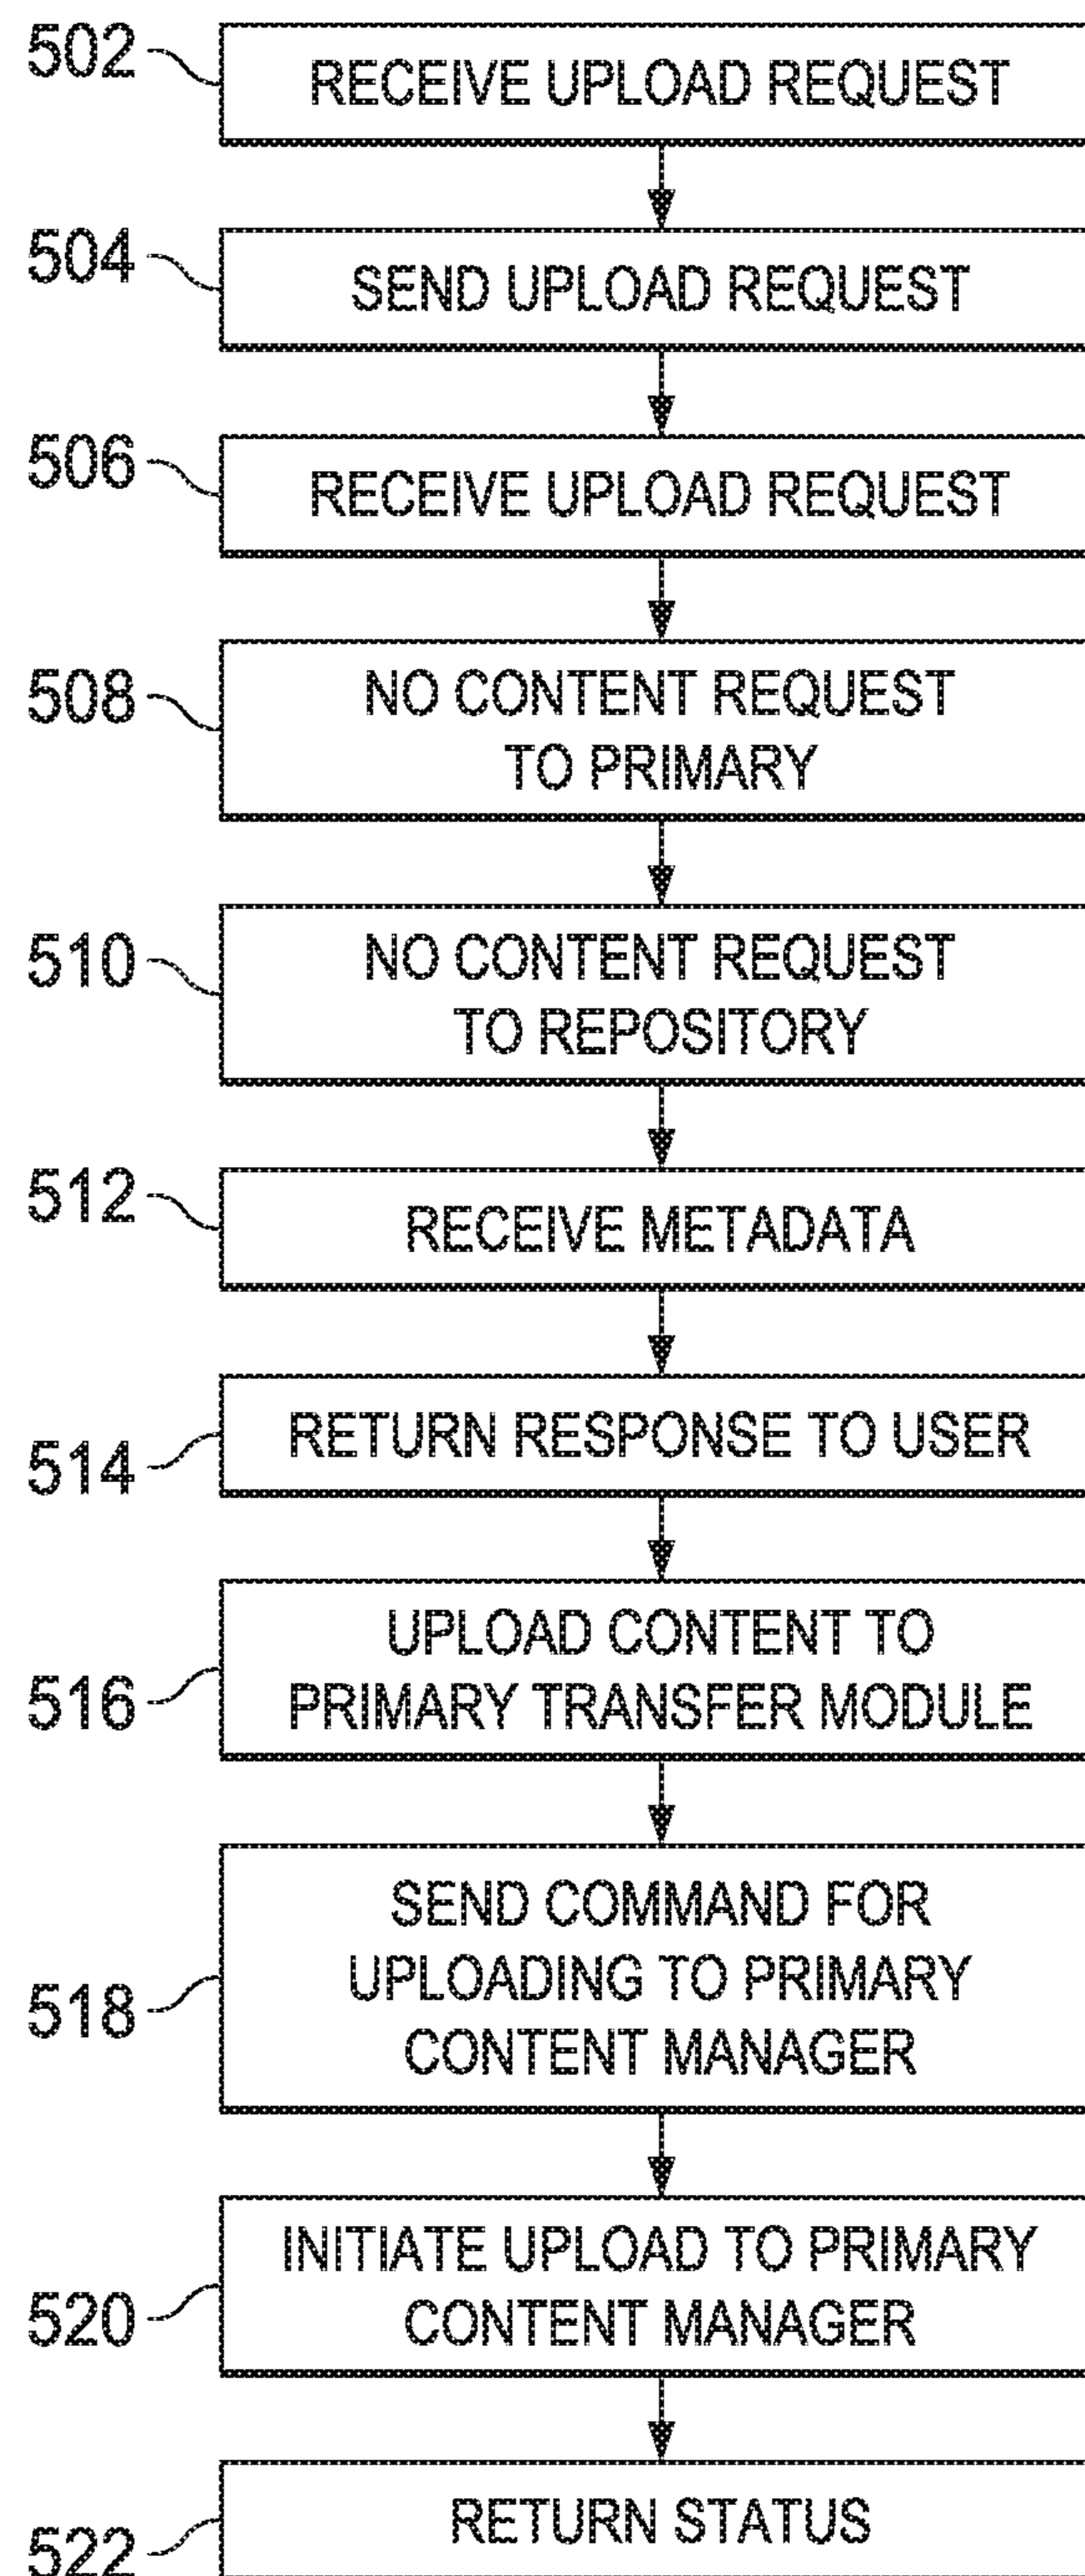 502
RECEIVE UPLOAD REQUEST
504
SEND UPLOAD REQUEST
506
RECEIVE UPLOAD REQUEST
508
NO CONTENT REQUEST
TO PRIMARY
510
NO CONTENT REQUEST
TO REPOSITORY
512
RECEIVE METADATA
514
RETURN RESPONSE TO USER
516
UPLOAD CONTENT TO
PRIMARY TRANSFER MODULE
518
SEND COMMAND FOR
UPLOADING TO PRIMARY
CONTENT MANAGER
520
INITIATE UPLOAD TO PRIMARY
CONTENT MANAGER
522
RETURN STATUS